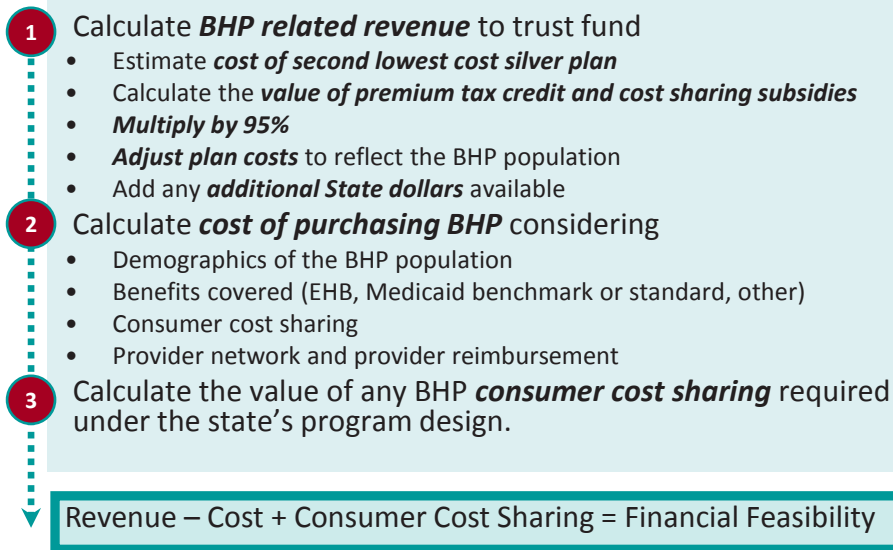 1 Calculate BHP related revenue to trust fund
• Estimate cost of second lowest cost silver plan
• Calculate the value of premium tax credit and cost sharing subsidies
• Multiply by 95%
• Adjust plan costs to reflect the BHP population
• Add any additional State dollars available
2 Calculate cost of purchasing BHP considering
• Demographics of the BHP population
• Benefits covered (EHB, Medicaid benchmark or standard, other)
• Consumer cost sharing
• Provider network and provider reimbursement
3 Calculate the value of any BHP consumer cost sharing required
under the state’s program design.
Revenue – Cost + Consumer Cost Sharing = Financial Feasibility